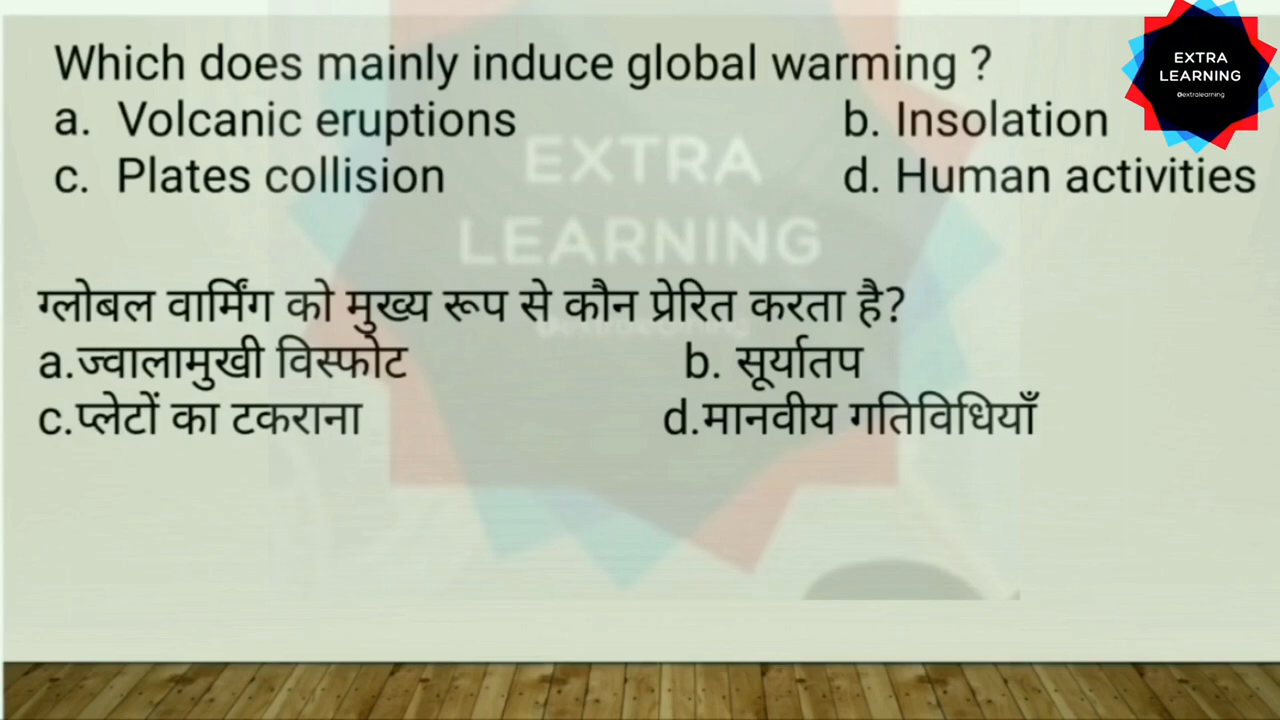 Which does mainly induce global warming ?
a. Volcanic eruptions b. Insolation
c. Plates collision d. Human activities
EXTRA
LEARNING
extralearning
EXTRA
LEARNING
ग्लोबल वार्मिंग को मुख्य रूप से कौन प्रेरित करता है?
a.ज्वालामुखी विस्फोट b. सूर्यातप
c.प्लेटों का टकराना d.मानवीय गतिविधियाँ